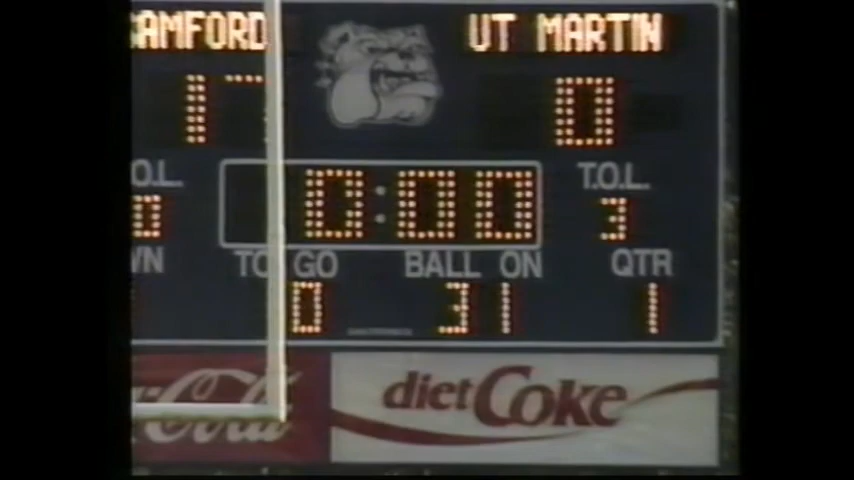 AMFORD UT MARTIN
17 0
O.L. T.O.L.
0 0:00 3
WN TO GO BALL ON QTR
0 31 1
Coca-Cola diet Coke